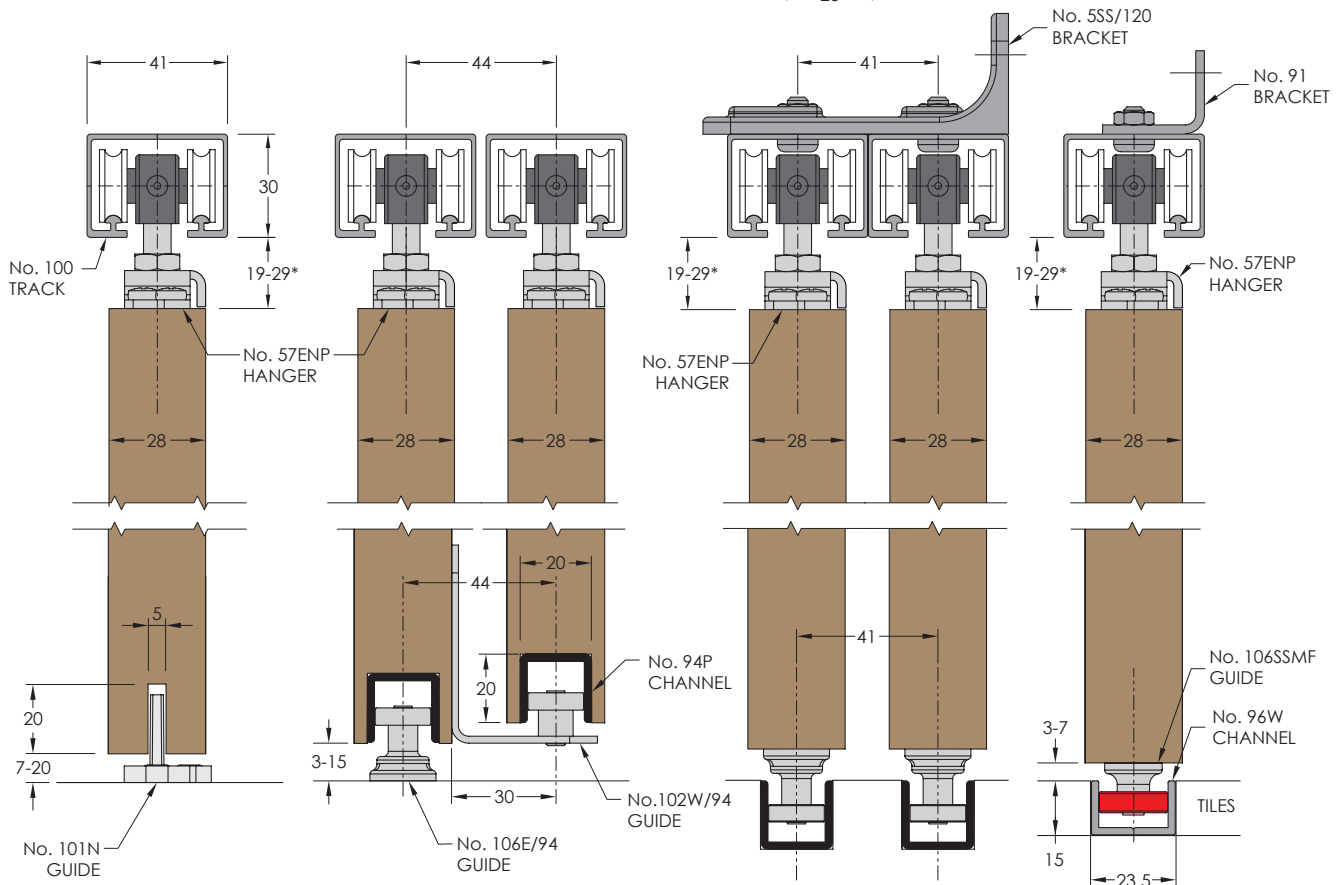 No. 5SS/120
BRACKET
41
44
41
No. 91
BRACKET
30
No. 100
TRACK
19-29*
19-29*
19-29*
No. 57ENP
HANGER
No. 57ENP
HANGER
No. 57ENP
HANGER
28
28
28
28
28
28
20
44
5
41
20
No. 94P
CHANNEL
20
No. 106SSMF
GUIDE
No. 96W
CHANNEL
3-7
7-20
3-15
30
No.102W/94
GUIDE
TILES
No. 101N
GUIDE
No. 106E/94
GUIDE
15
23.5